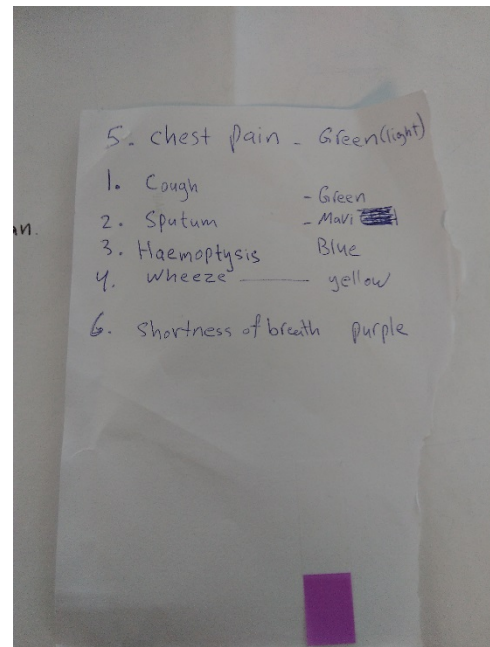 5. chest pain - Green(light)
1. Cough - Green
an.
2. Sputum - Mavi
3. Haemoptysis Blue
4. wheeze — yellow
6. shortness of breath purple